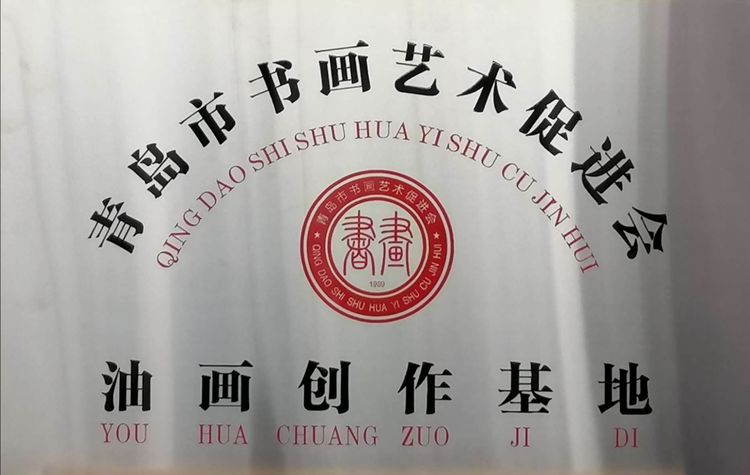 青岛市书画艺术促进会
QING DAO SHI SHU HUA YI SHU CU JIN HUI
青岛市书画艺术促进会
書畫
1989
QING DAO SHI SHU HUA YI SHU CU JIN HUI
油画创作基地
YOU HUA CHUANG ZUO JI DI